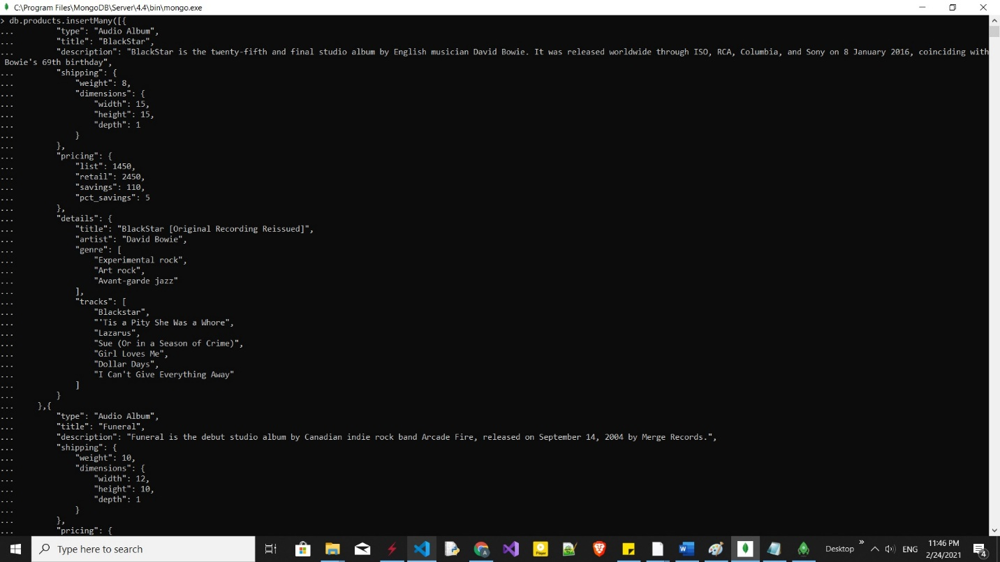 C:\Program Files\MongoDB\Server\4.4\bin\mongo.exe
> db.products.insertMany([{
...         "type": "Audio Album",
...         "title": "BlackStar",
...         "description": "BlackStar is the twenty-fifth and final studio album by English musician David Bowie. It was released worldwide through ISO, RCA, Columbia, and Sony on 8 January 2016, coinciding with
Bowie's 69th birthday",
...         "shipping": {
...             "weight": 8,
...             "dimensions": {
...                 "width": 15,
...                 "height": 15,
...                 "depth": 1
...             }
...         },
...         "pricing": {
...             "list": 1450,
...             "retail": 2450,
...             "savings": 110,
...             "pct_savings": 5
...         },
...         "details": {
...             "title": "BlackStar [Original Recording Reissued]",
...             "artist": "David Bowie",
...             "genre": [
...                 "Experimental rock",
...                 "Art rock",
...                 "Avant-garde jazz"
...             ],
...             "tracks": [
...                 "Blackstar",
...                 "'Tis a Pity She Was a Whore",
...                 "Lazarus",
...                 "Sue (Or in a Season of Crime)",
...                 "Girl Loves Me",
...                 "Dollar Days",
...                 "I Can't Give Everything Away"
...             ]
...         }
...     },{
...         "type": "Audio Album",
...         "title": "Funeral",
...         "description": "Funeral is the debut studio album by Canadian indie rock band Arcade Fire, released on September 14, 2004 by Merge Records.",
...         "shipping": {
...             "weight": 10,
...             "dimensions": {
...                 "width": 12,
...                 "height": 10,
...                 "depth": 1
...             }
...         },
...         "pricing": {
Type here to search
Desktop
ENG
11:46 PM
2/24/2021
4